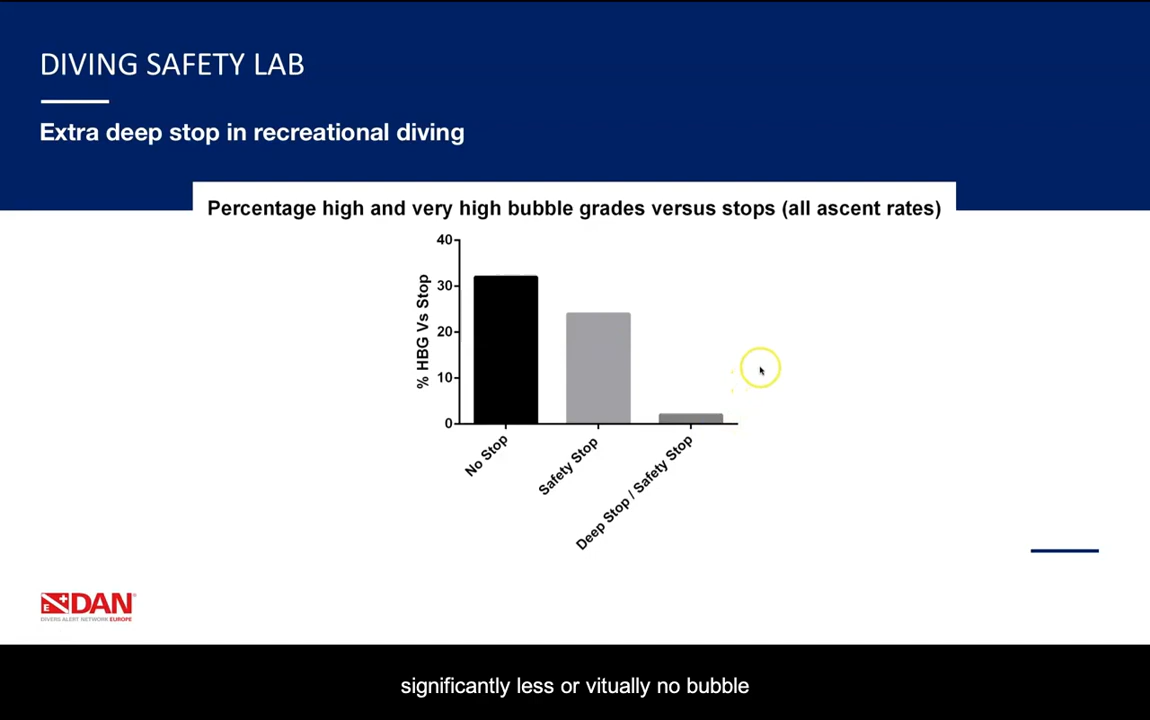 DIVING SAFETY LAB
Extra deep stop in recreational diving
Percentage high and very high bubble grades versus stops (all ascent rates)
% HBG Vs Stop
40
30
20
10
0
No Stop
Safety Stop
Deep Stop / Safety Stop
E DAN
DIVERS ALERT NETWORK EUROPE
significantly less or vitually no bubble